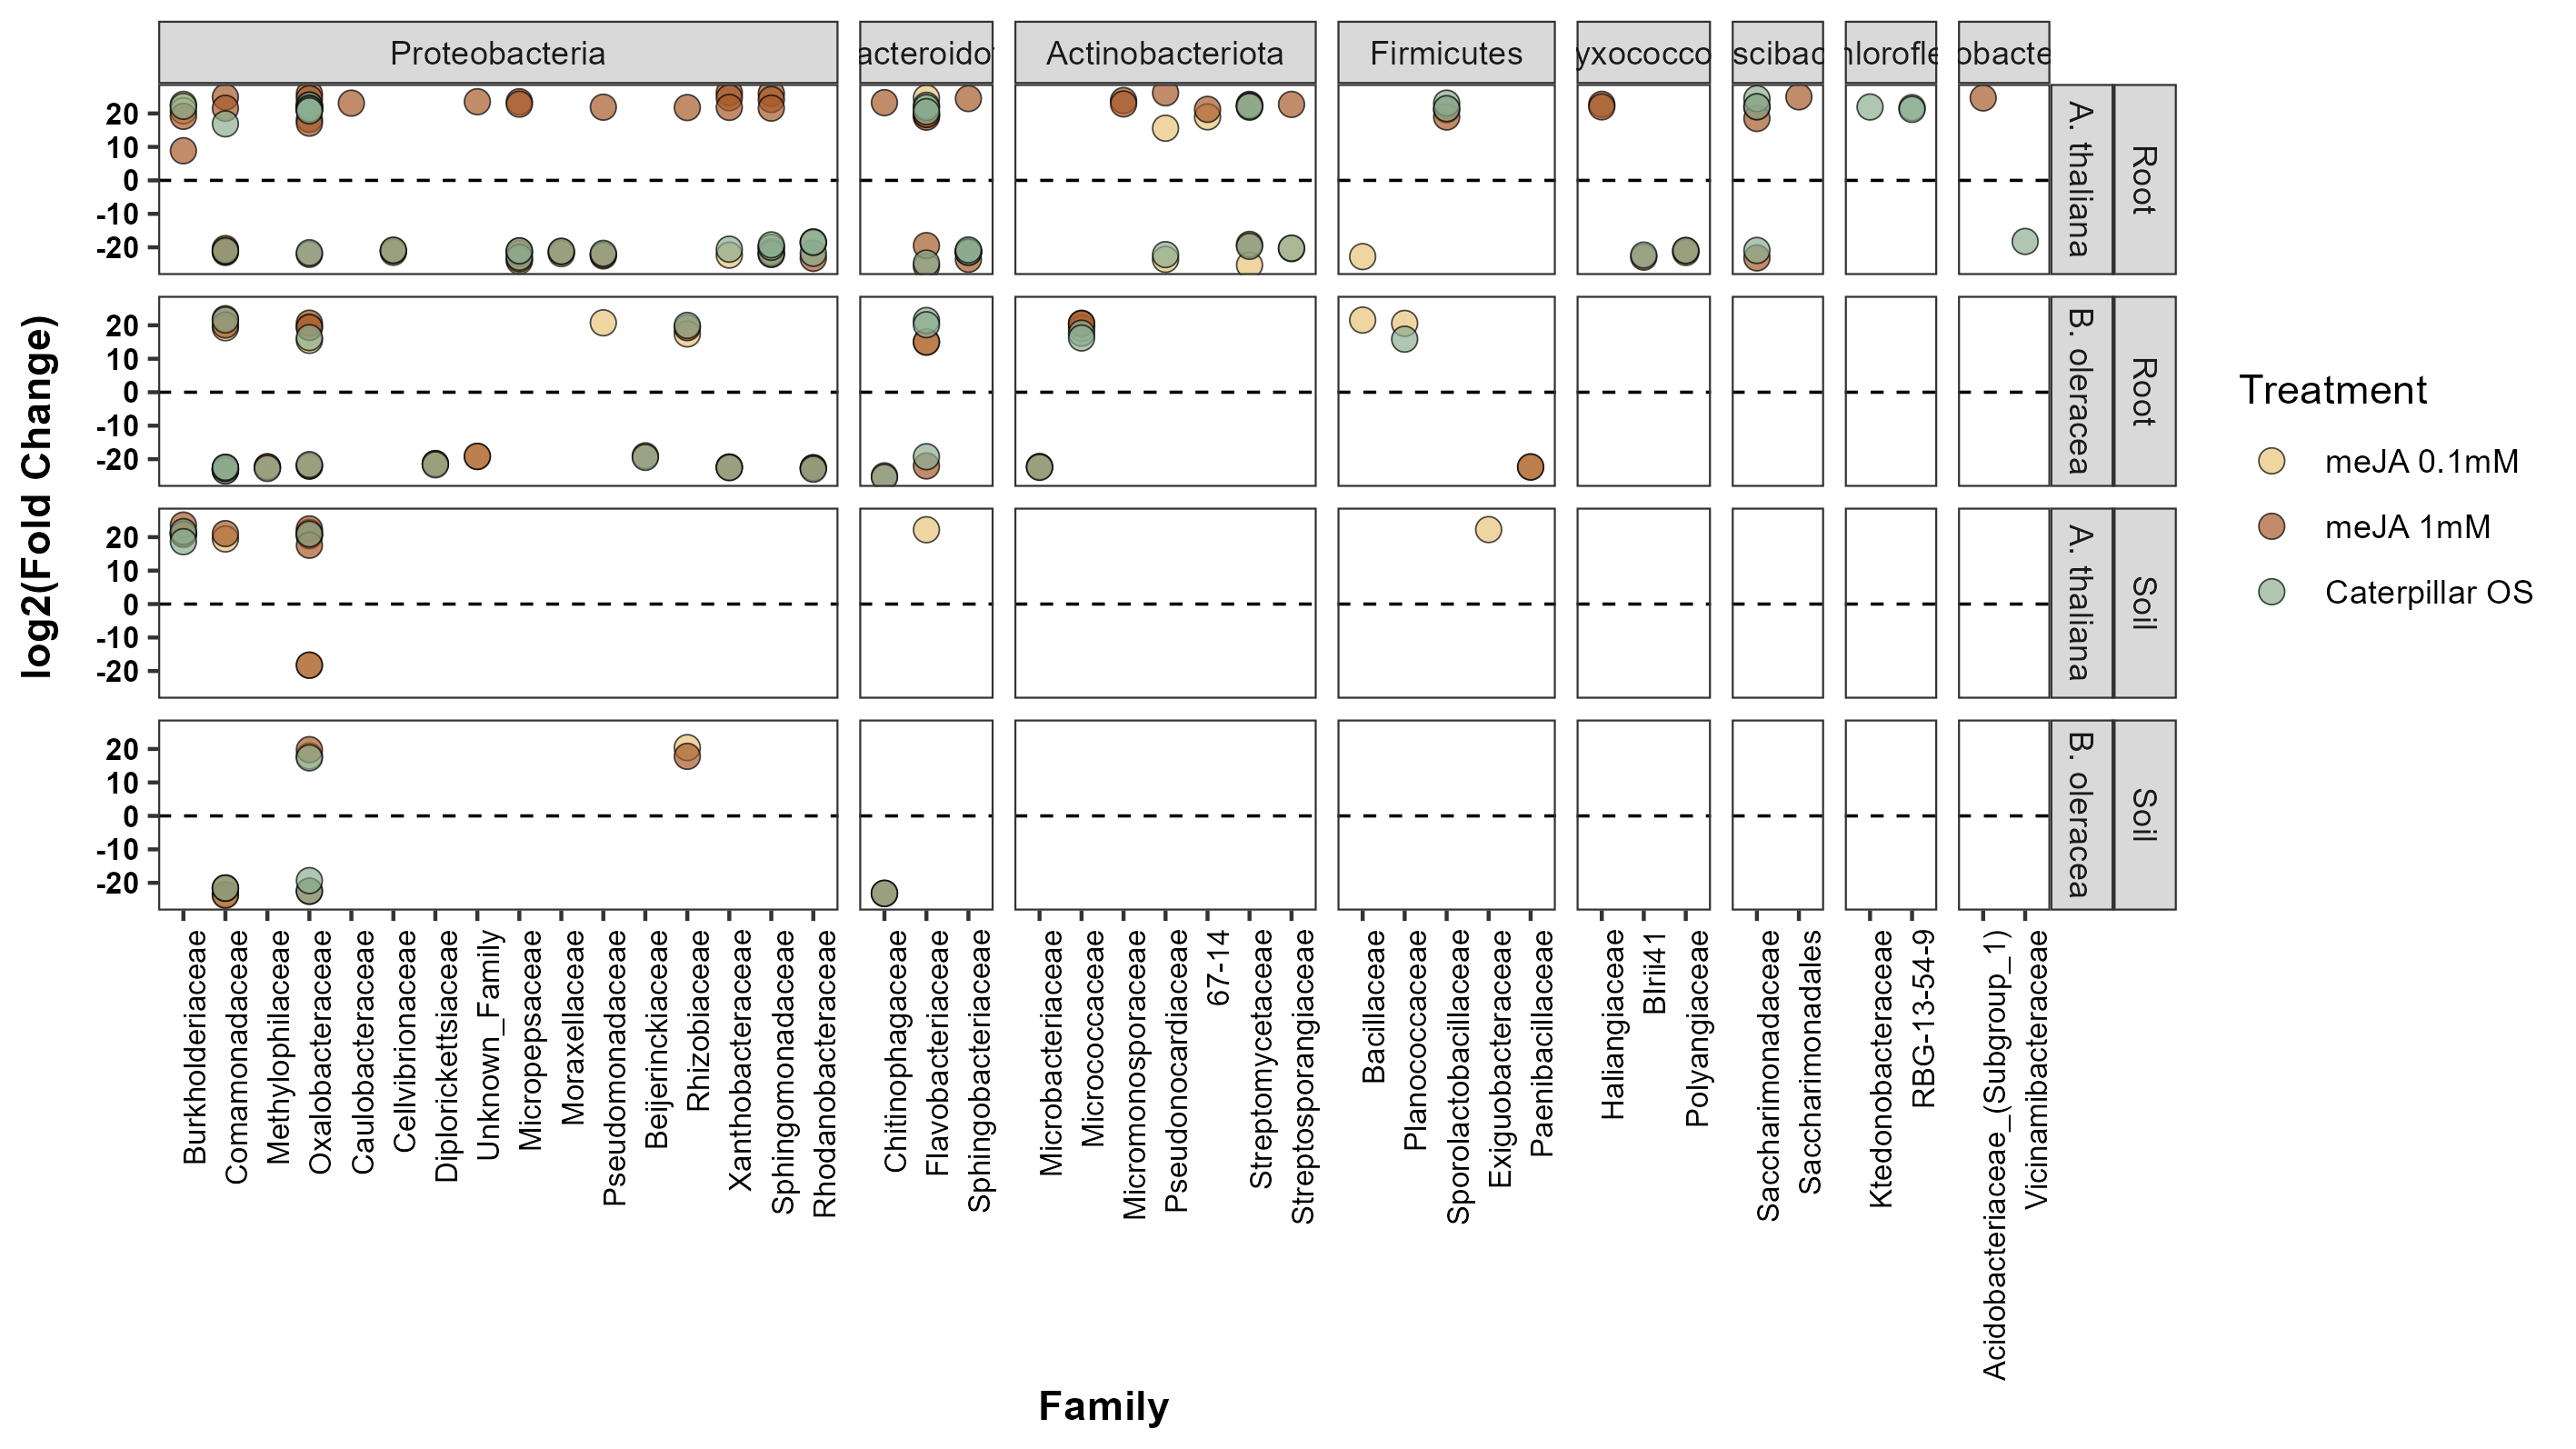 Proteobacteria
acteroido
Actinobacteriota
Firmicutes
yxococco
scibac
hlorofle
obacte
log2(Fold Change)
20
10
0
-10
-20
A. thaliana
Root
20
10
0
-10
-20
B. oleracea
Root
20
10
0
-10
-20
A. thaliana
Soil
20
10
0
-10
-20
B. oleracea
Soil
Burkholderiaceae
Comamonadaceae
Methylophilaceae
Oxalobacteraceae
Caulobacteraceae
Cellvibrionaceae
Diplorickettsiaceae
Unknown_Family
Micropepsaceae
Moraxellaceae
Pseudomonadaceae
Beijerinckiaceae
Rhizobiaceae
Xanthobacteraceae
Sphingomonadaceae
Rhodanobacteraceae
Chitinophagaceae
Flavobacteriaceae
Sphingobacteriaceae
Microbacteriaceae
Micrococcaceae
Micromonosporaceae
Pseudonocardiaceae
67-14
Streptomycetaceae
Streptosporangiaceae
Bacillaceae
Planococcaceae
Sporolactobacillaceae
Exiguobacteraceae
Paenibacillaceae
Haliangiaceae
BIrii41
Polyangiaceae
Saccharimonadaceae
Saccharimonadales
Ktedonobacteraceae
RBG-13-54-9
Acidobacteriaceae_(Subgroup_1)
Vicinamibacteraceae
Family
Treatment
meJA 0.1mM
meJA 1mM
Caterpillar OS